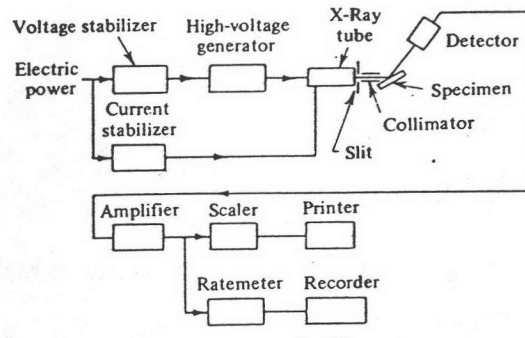 Voltage stabilizer
High-voltage
generator
X-Ray
tube
Detector
Electric
power
Specimen
Current
stabilizer
Collimator
Slit
Amplifier
Scaler
Printer
Ratemeter
Recorder